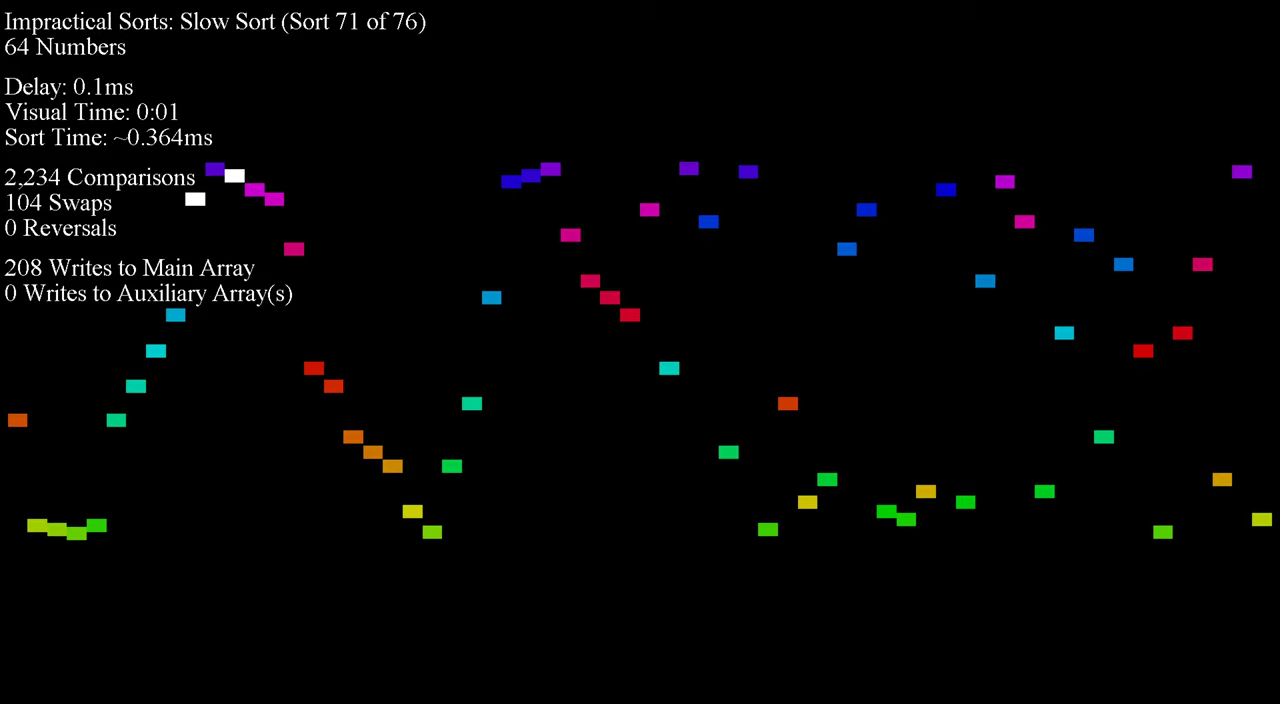 Impractical Sorts: Slow Sort (Sort 71 of 76)
64 Numbers
Delay: 0.1ms
Visual Time: 0:01
Sort Time: ~0.364ms
2,234 Comparisons
104 Swaps
0 Reversals
208 Writes to Main Array
0 Writes to Auxiliary Array(s)